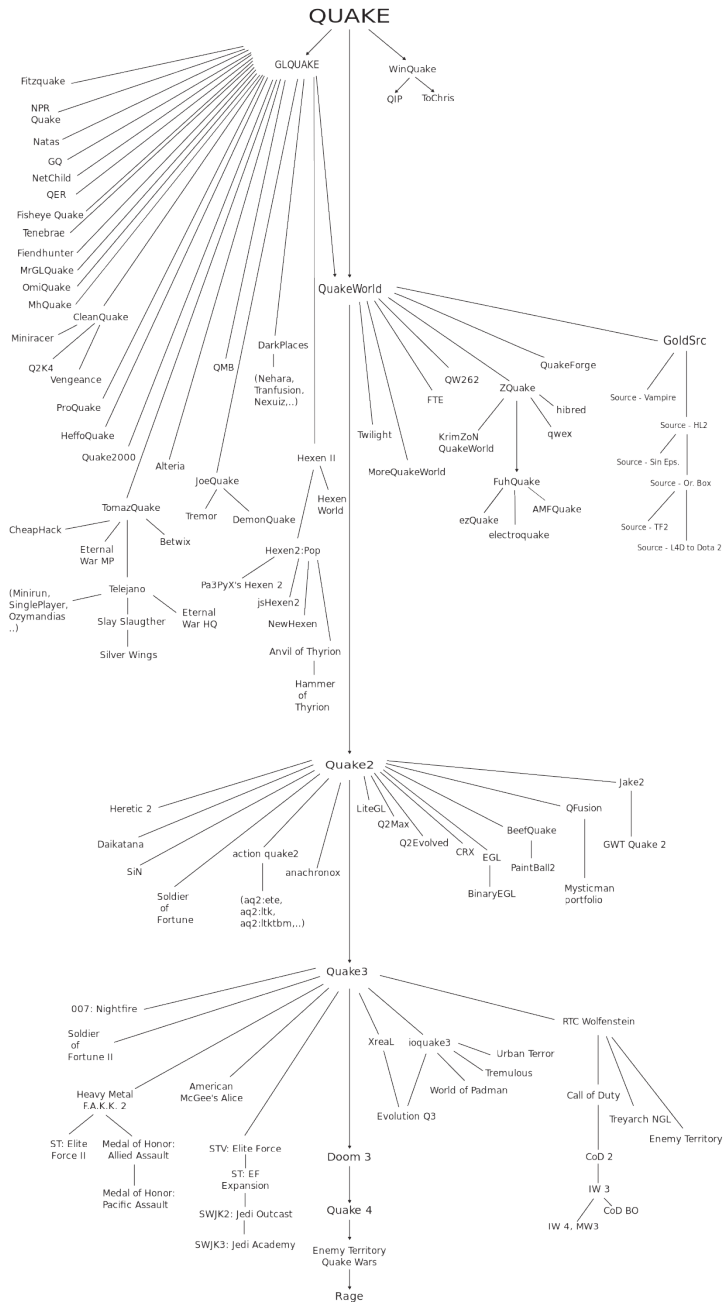 QUAKE
GLQUAKE
WinQuake
QIP
ToChris
Fitzquake
NPR
Quake
Natas
GQ
NetChild
QER
Fisheye Quake
Tenebrae
Fiendhunter
MrGLQuake
OmiQuake
MhQuake
CleanQuake
Miniracer
Q2K4
Vengeance
ProQuake
HeffoQuake
Quake2000
Alteria
QMB
DarkPlaces
(Nehara,
Tranfusion,
Nexuiz,..)
QuakeWorld
GoldSrc
QuakeForge
QW262
ZQuake
FTE
hibred
qwex
Twilight
KrimZoN
QuakeWorld
MoreQuakeWorld
Source - Vampire
Source - HL2
Source - Sin Eps.
Source - Or. Box
Source - TF2
Source - L4D to Dota 2
FuhQuake
AMFQuake
ezQuake
electroquake
Hexen II
Hexen
World
JoeQuake
Tremor
DemonQuake
TomazQuake
CheapHack
Eternal
War MP
Betwix
Hexen2:Pop
Pa3PyX's Hexen 2
jsHexen2
NewHexen
Anvil of Thyrion
Hammer
of
Thyrion
Telejano
(Minirun,
SinglePlayer,
Ozymandias
..)
Slay Slaugther
Eternal
War HQ
Silver Wings
Quake2
Jake2
Heretic 2
LiteGL
QFusion
Q2Max
Daikatana
Q2Evolved
BeefQuake
GWT Quake 2
SiN
action quake2
CRX
EGL
anachronox
PaintBall2
Soldier
of
Fortune
(aq2:ete,
aq2:ltk,
aq2:ltktbm,..)
BinaryEGL
Mysticman
portfolio
Quake3
007: Nightfire
RTC Wolfenstein
Soldier
of
Fortune II
XreaL
ioquake3
Urban Terror
Tremulous
World of Padman
Evolution Q3
American
McGee's Alice
Heavy Metal
F.A.K.K. 2
Call of Duty
Treyarch NGL
Enemy Territory
ST: Elite
Force II
Medal of Honor:
Allied Assault
Medal of Honor:
Pacific Assault
STV: Elite Force
ST: EF
Expansion
SWJK2: Jedi Outcast
SWJK3: Jedi Academy
Doom 3
CoD 2
IW 3
CoD BO
IW 4, MW3
Quake 4
Enemy Territory
Quake Wars
Rage